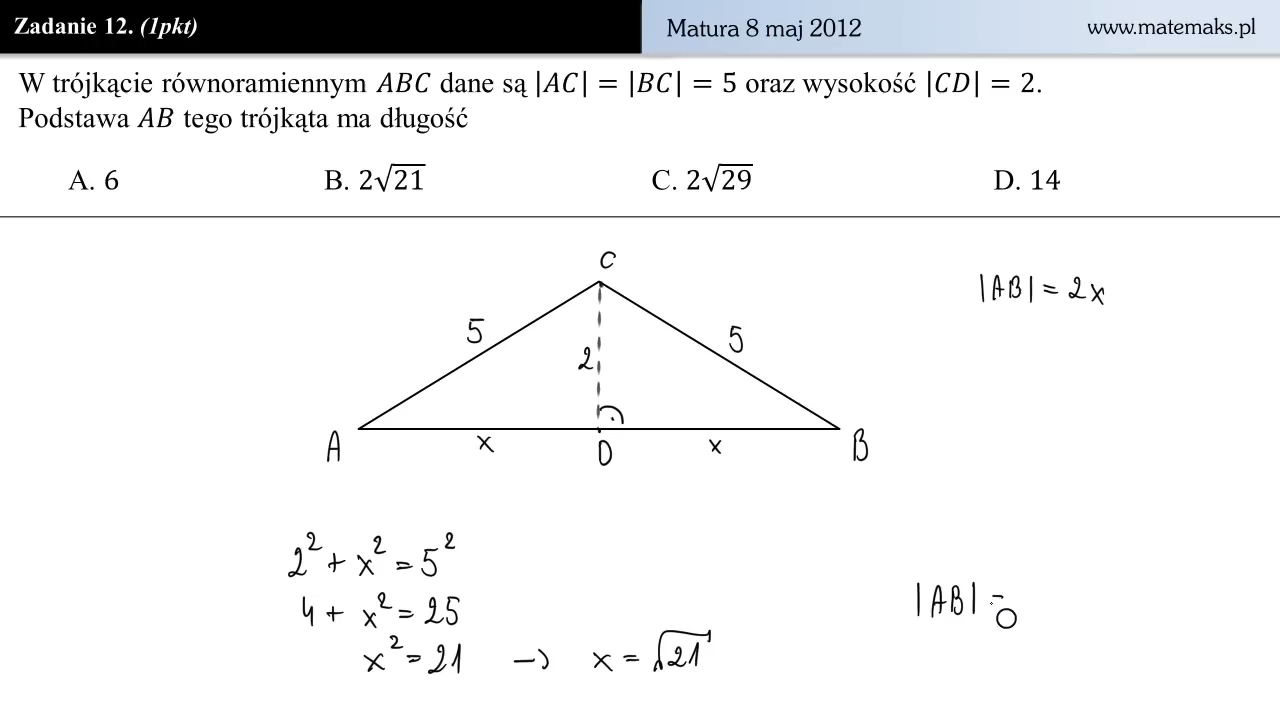 Zadanie 12. (1pkt)
Matura 8 maj 2012
www.matemaks.pl
W trójkącie równoramiennym ABC dane są |AC| = |BC| = 5 oraz wysokość |CD| = 2.
Podstawa AB tego trójkąta ma długość
A. 6 B. 2√21 C. 2√29 D. 14
C
|AB| = 2x
5
5
2
A
x
D
x
B
2² + x² = 5²
4 + x² = 25
|AB| =
x² = 21 → x = √21